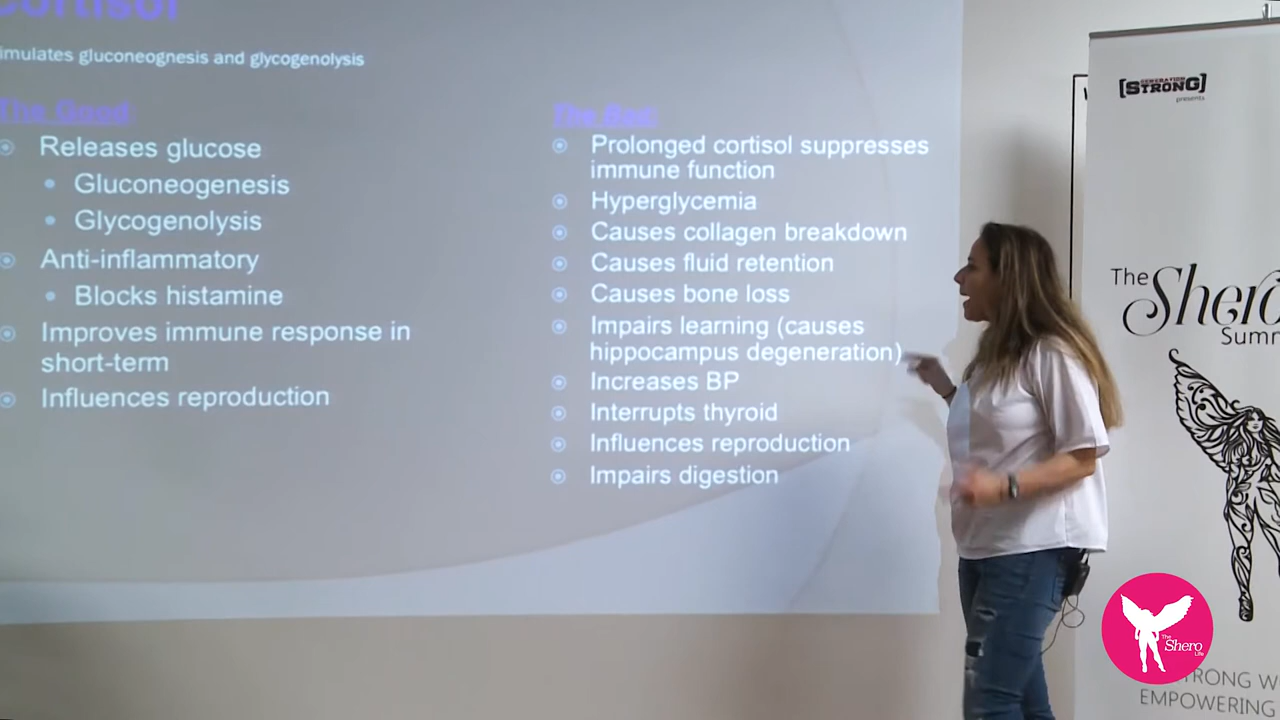 Cortisol
imulates gluconeognesis and glycogenolysis
The Good:
Releases glucose
Gluconeogenesis
Glycogenolysis
Anti-inflammatory
Blocks histamine
Improves immune response in
short-term
Influences reproduction
The Bad:
Prolonged cortisol suppresses
immune function
Hyperglycemia
Causes collagen breakdown
Causes fluid retention
Causes bone loss
Impairs learning (causes
hippocampus degeneration)
Increases BP
Interrupts thyroid
Influences reproduction
Impairs digestion
[GENERATION
STRONG]
presents
The Shero
Summ
TRONG W
EMPOWERING
The
Shero
Life